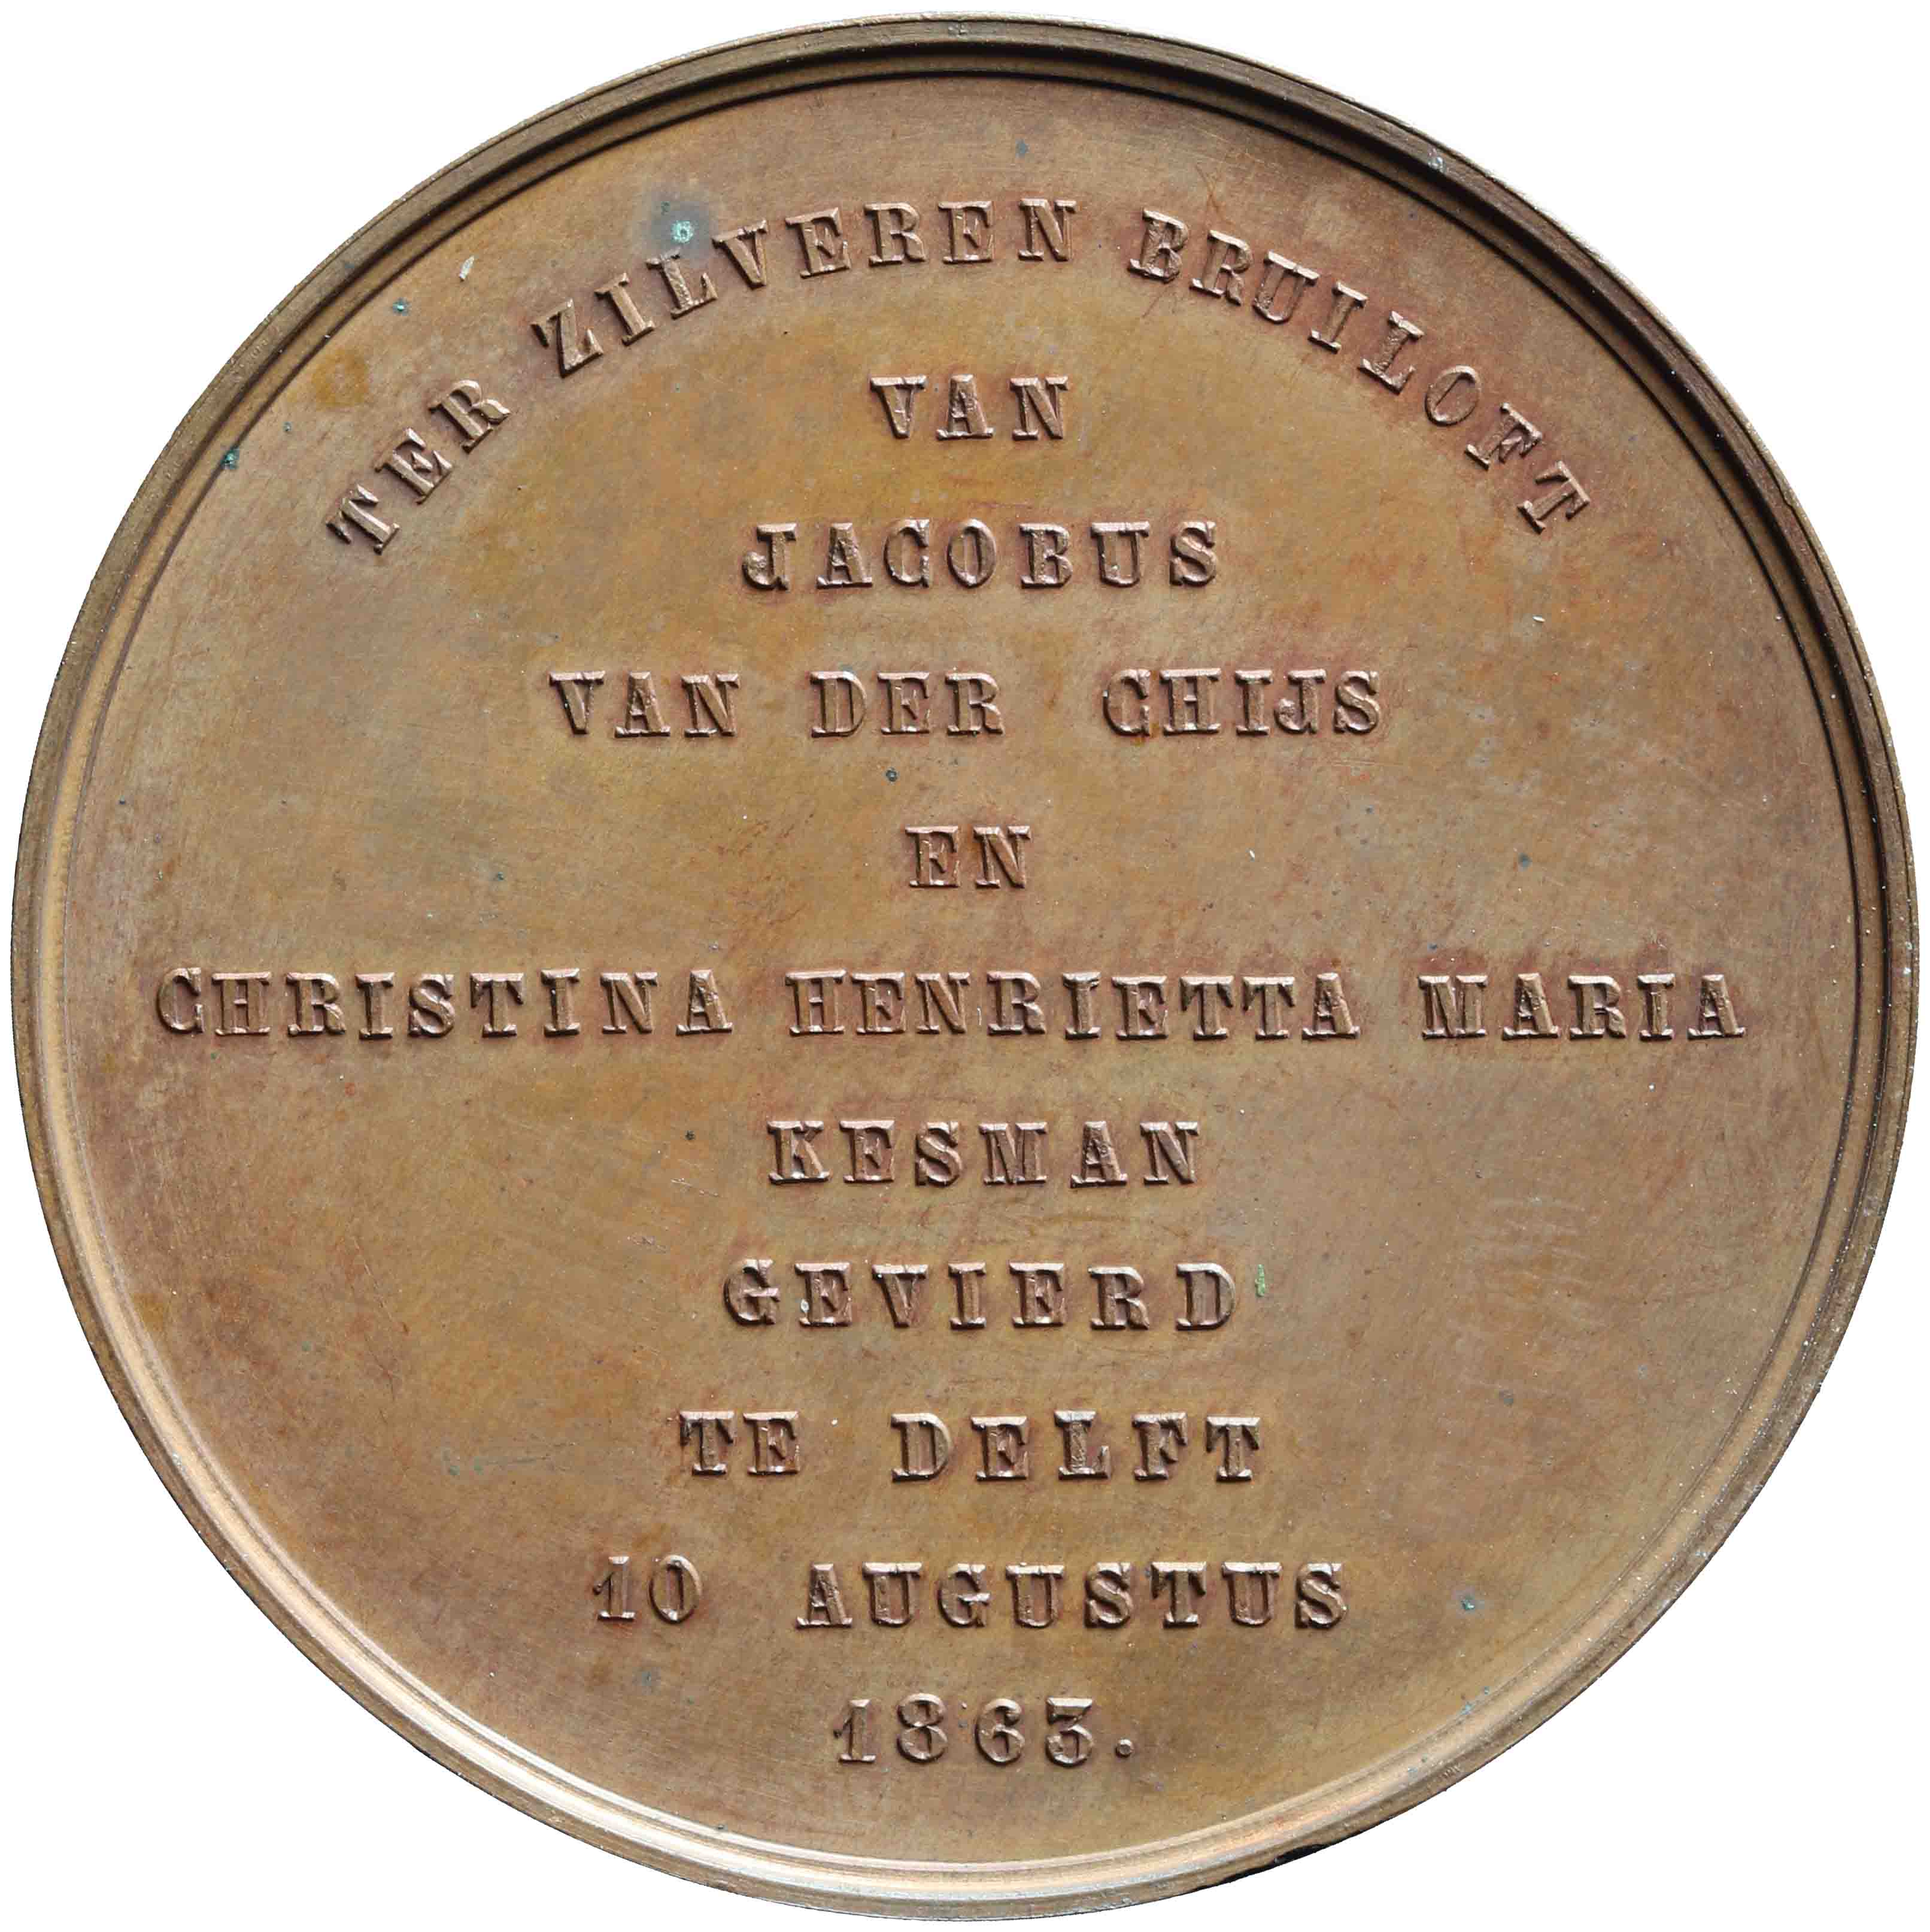 TER ZILVEREN BRUILOFT
VAN
JACOBUS
VAN DER CHIJS
EN
CHRISTINA HENRIETTA MARIA
KESMAN
GEVIERD
TE DELFT
10 AUGUSTUS
1863.